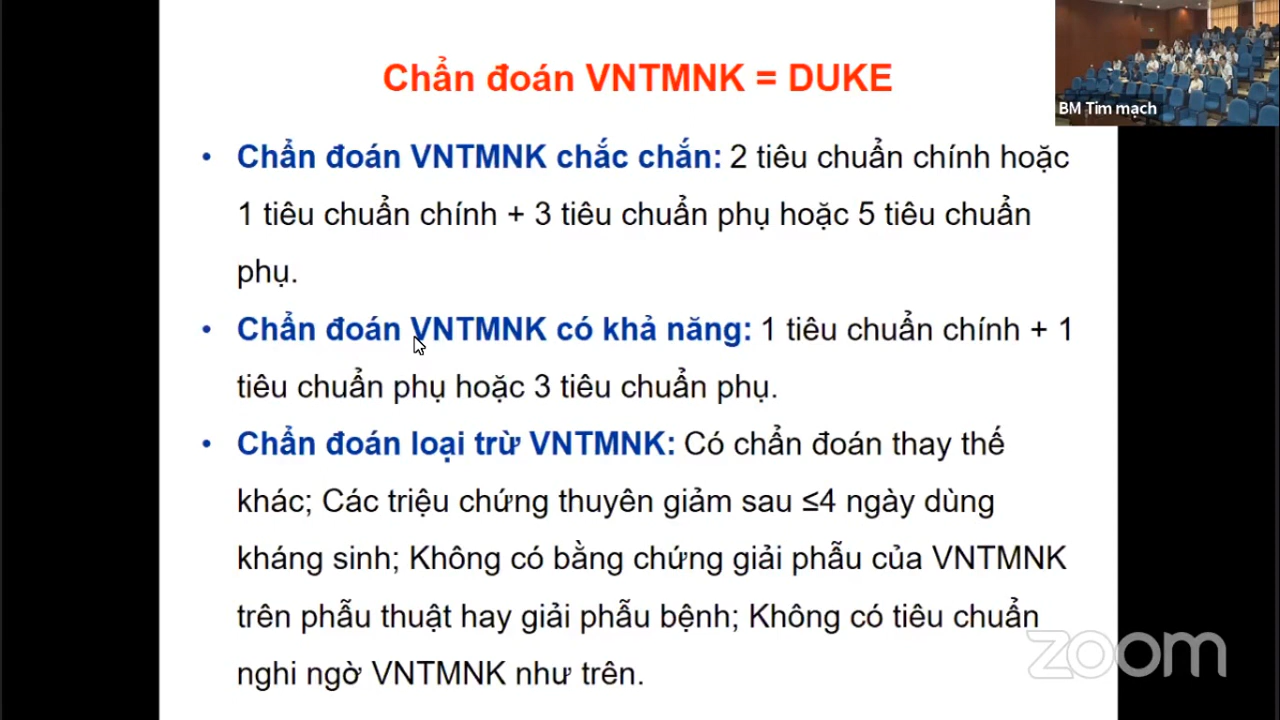 Chẩn đoán VNTMNK = DUKE
BM Tim mạch
• Chẩn đoán VNTMNK chắc chắn: 2 tiêu chuẩn chính hoặc
1 tiêu chuẩn chính + 3 tiêu chuẩn phụ hoặc 5 tiêu chuẩn
phụ.
• Chẩn đoán VNTMNK có khả năng: 1 tiêu chuẩn chính + 1
tiêu chuẩn phụ hoặc 3 tiêu chuẩn phụ.
• Chẩn đoán loại trừ VNTMNK: Có chẩn đoán thay thế
khác; Các triệu chứng thuyên giảm sau ≤4 ngày dùng
kháng sinh; Không có bằng chứng giải phẫu của VNTMNK
trên phẫu thuật hay giải phẫu bệnh; Không có tiêu chuẩn
nghi ngờ VNTMNK như trên.
zoom